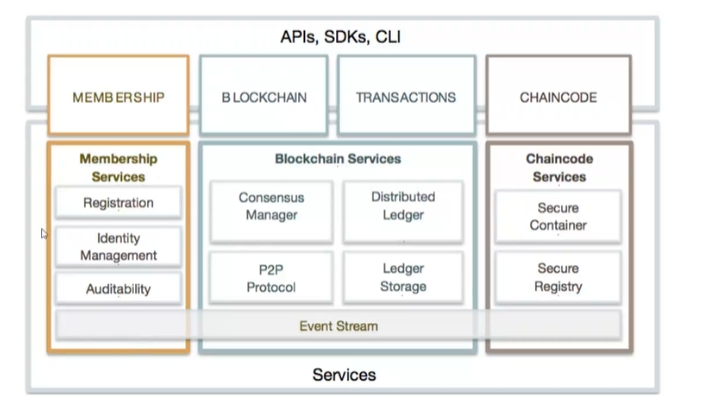 APIs, SDKs, CLI
MEMBERSHIP
BLOCKCHAIN
TRANSACTIONS
CHAINCODE
Membership
Services
Registration
Identity
Management
Auditability
Blockchain Services
Consensus
Manager
Distributed
Ledger
P2P
Protocol
Ledger
Storage
Chaincode
Services
Secure
Container
Secure
Registry
Event Stream
Services